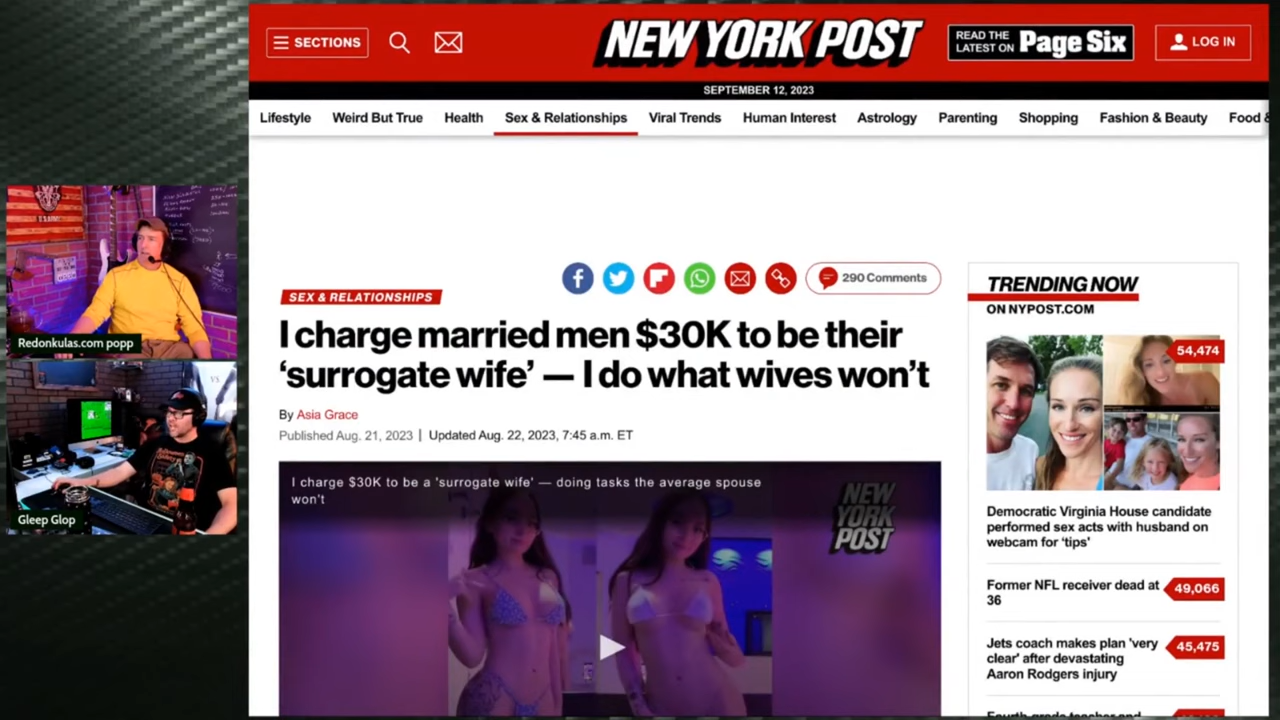 SECTIONS
NEW YORK POST
READ THE
LATEST ON Page Six
LOG IN
SEPTEMBER 12, 2023
Lifestyle Weird But True Health Sex & Relationships Viral Trends Human Interest Astrology Parenting Shopping Fashion & Beauty Food &
290 Comments
SEX & RELATIONSHIPS
I charge married men $30K to be their
‘surrogate wife’ — I do what wives won’t
By Asia Grace
Published Aug. 21, 2023 | Updated Aug. 22, 2023, 7:45 a.m. ET
I charge $30K to be a 'surrogate wife' — doing tasks the average spouse
won't
NEW
YORK
POST
TRENDING NOW
ON NYPOST.COM
54,474
Democratic Virginia House candidate
performed sex acts with husband on
webcam for ‘tips’
Former NFL receiver dead at
36
49,066
Jets coach makes plan 'very
clear' after devastating
Aaron Rodgers injury
45,475
Fourth-grade teacher and
Redonkulas.com popp
Gleep Glop